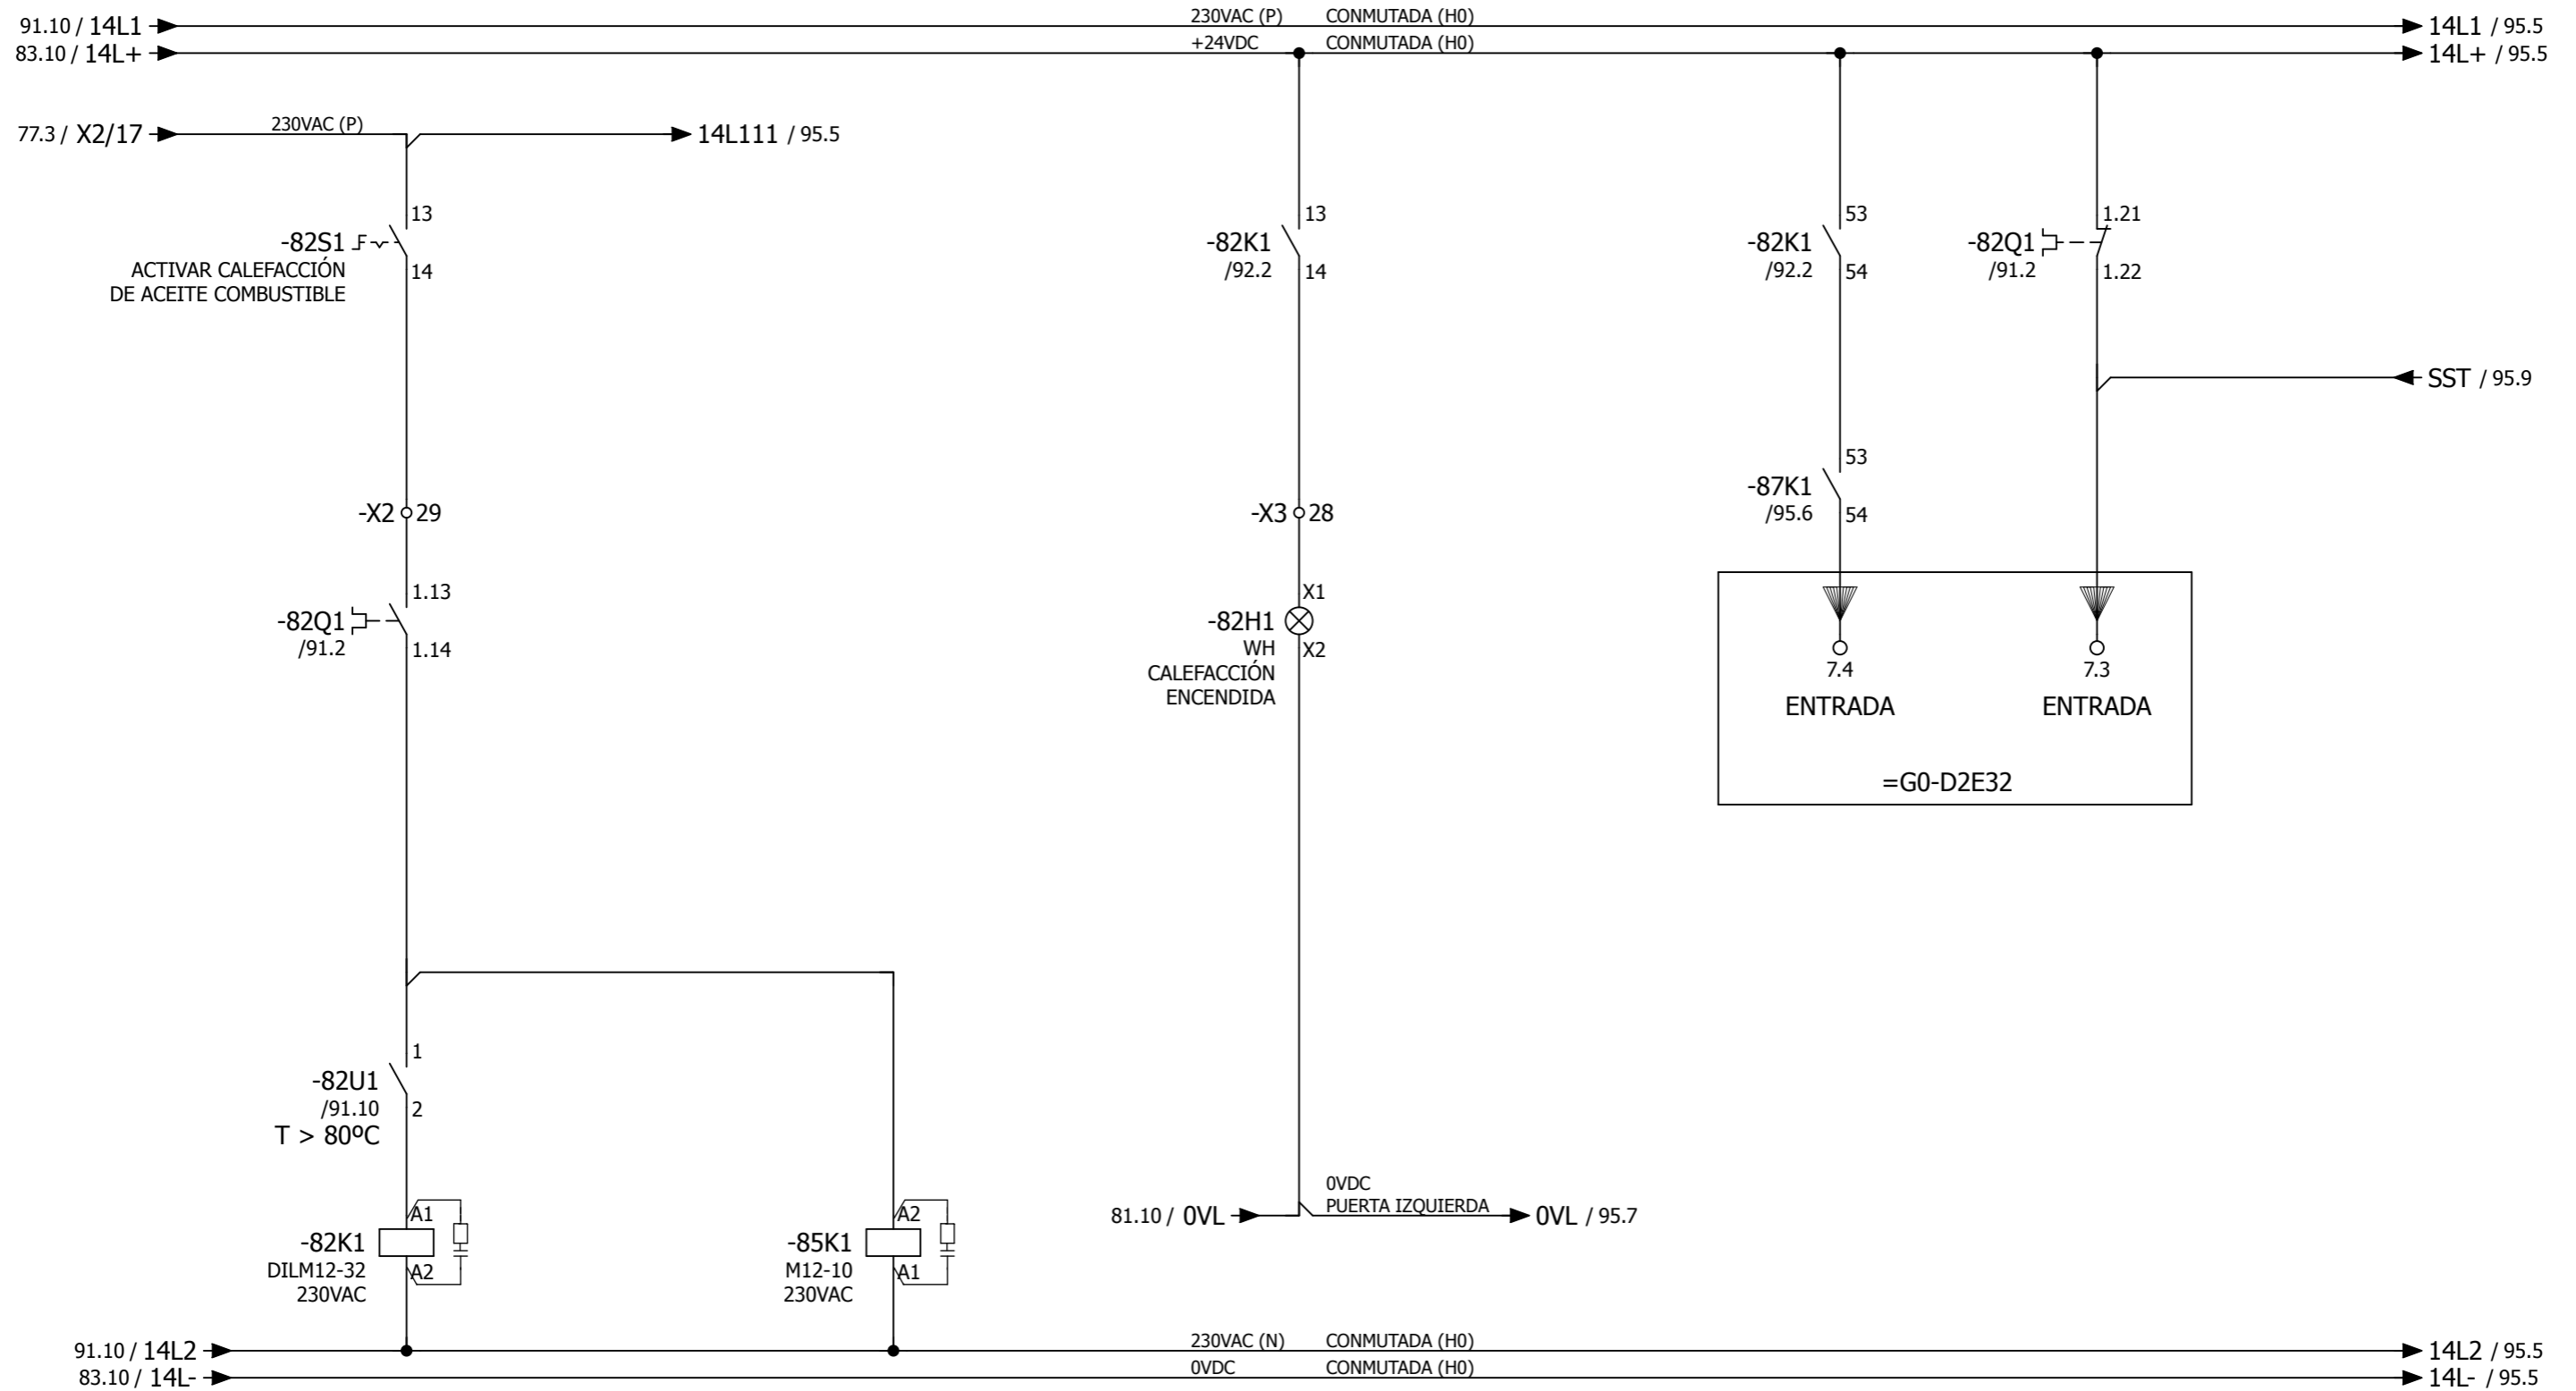 91.10 / 14L1
230VAC (P) CONMUTADA (H0)
14L1 / 95.5
83.10 / 14L+
+24VDC CONMUTADA (H0)
14L+ / 95.5
77.3 / X2/17
230VAC (P)
14L111 / 95.5
13
-82S1
ACTIVAR CALEFACCIÓN
14
DE ACEITE COMBUSTIBLE
13
-82K1
/92.2
14
53
-82K1
/92.2
54
1.21
-82Q1
/91.2
1.22
SST / 95.9
53
-87K1
/95.6
54
-X2 29
-X3 28
1.13
-82Q1
/91.2
1.14
X1
-82H1
WH
X2
CALEFACCIÓN
ENCENDIDA
7.4
ENTRADA
7.3
ENTRADA
=G0-D2E32
1
-82U1
/91.10
2
T > 80ºC
A1
-82K1
DILM12-32
A2
230VAC
A2
-85K1
M12-10
A1
230VAC
81.10 / 0VL
0VDC
PUERTA IZQUIERDA
0VL / 95.7
91.10 / 14L2
230VAC (N) CONMUTADA (H0)
14L2 / 95.5
83.10 / 14L-
0VDC CONMUTADA (H0)
14L- / 95.5